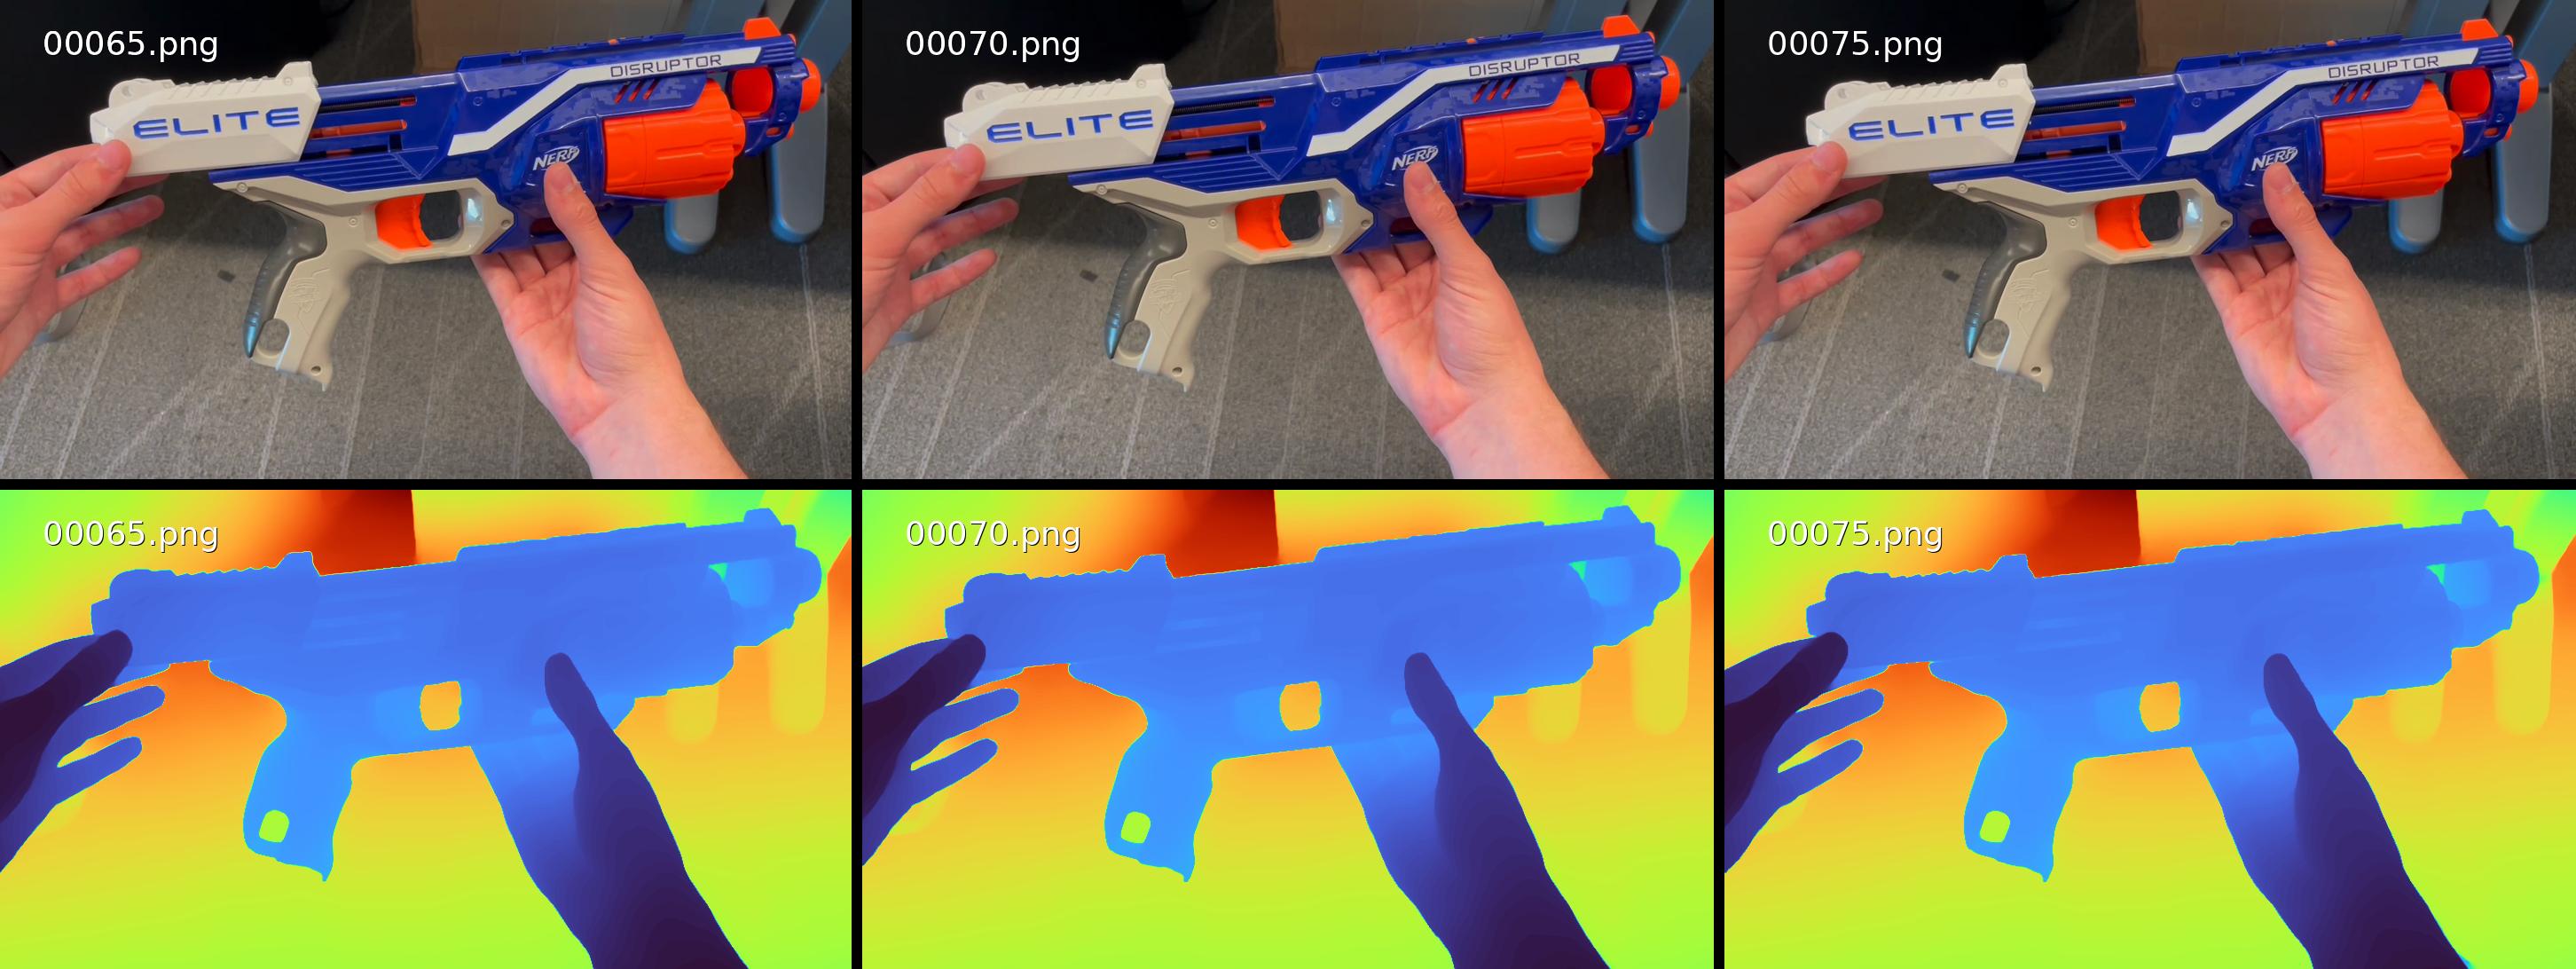 00065.png
DISRUPTOR
ELITE
NERF
00070.png
DISRUPTOR
ELITE
NERF
00075.png
DISRUPTOR
ELITE
NERF
00065.png
00070.png
00075.png